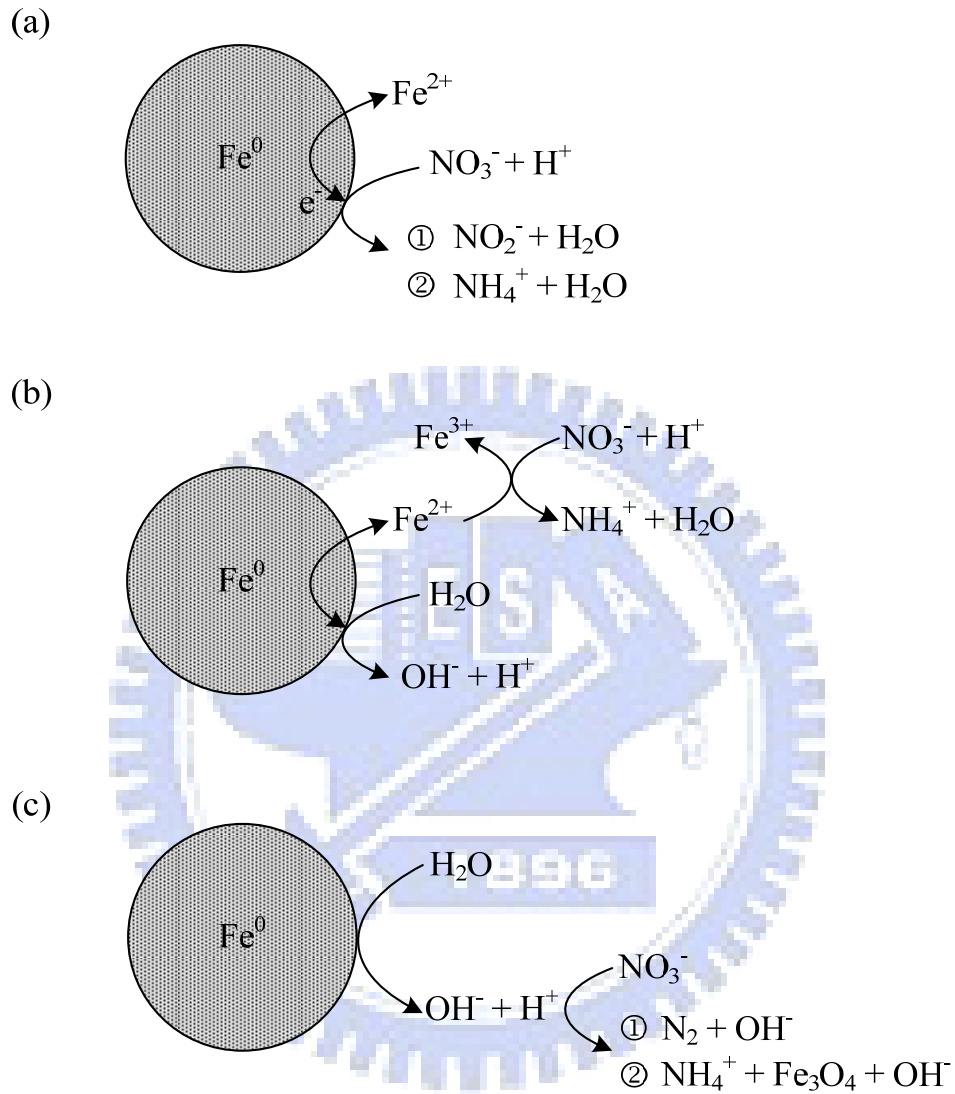 (a)
Fe²⁺
Fe⁰
NO₃⁻ + H⁺
e⁻
① NO₂⁻ + H₂O
② NH₄⁺ + H₂O
(b)
Fe³⁺
NO₃⁻ + H⁺
Fe²⁺
NH₄⁺ + H₂O
Fe⁰
H₂O
OH⁻ + H⁺
E S A
(c)
H₂O
1896
Fe⁰
NO₃⁻
OH⁻ + H⁺
① N₂ + OH⁻
② NH₄⁺ + Fe₃O₄ + OH⁻